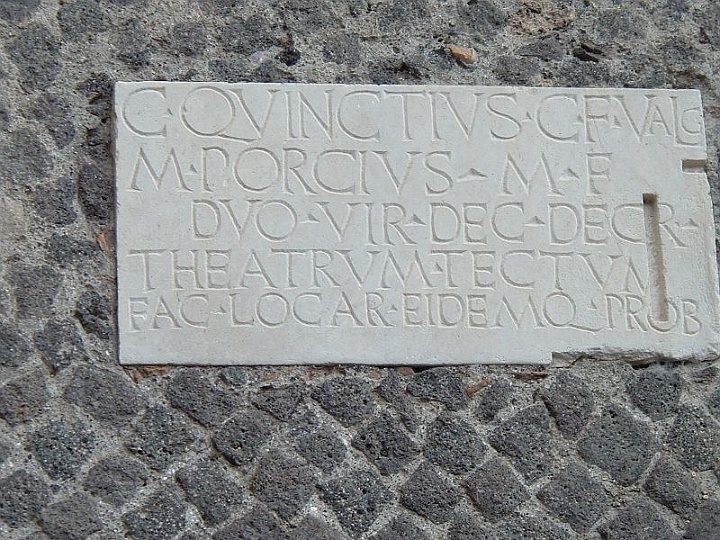 C·QVINCTIVS·C·F·VALG
M·PORCIVS·M·F
DVO·VIR·DEC·DECR·
THEATRVM·TECTVM
FAC·LOCAR·EIDEMQ·PROB